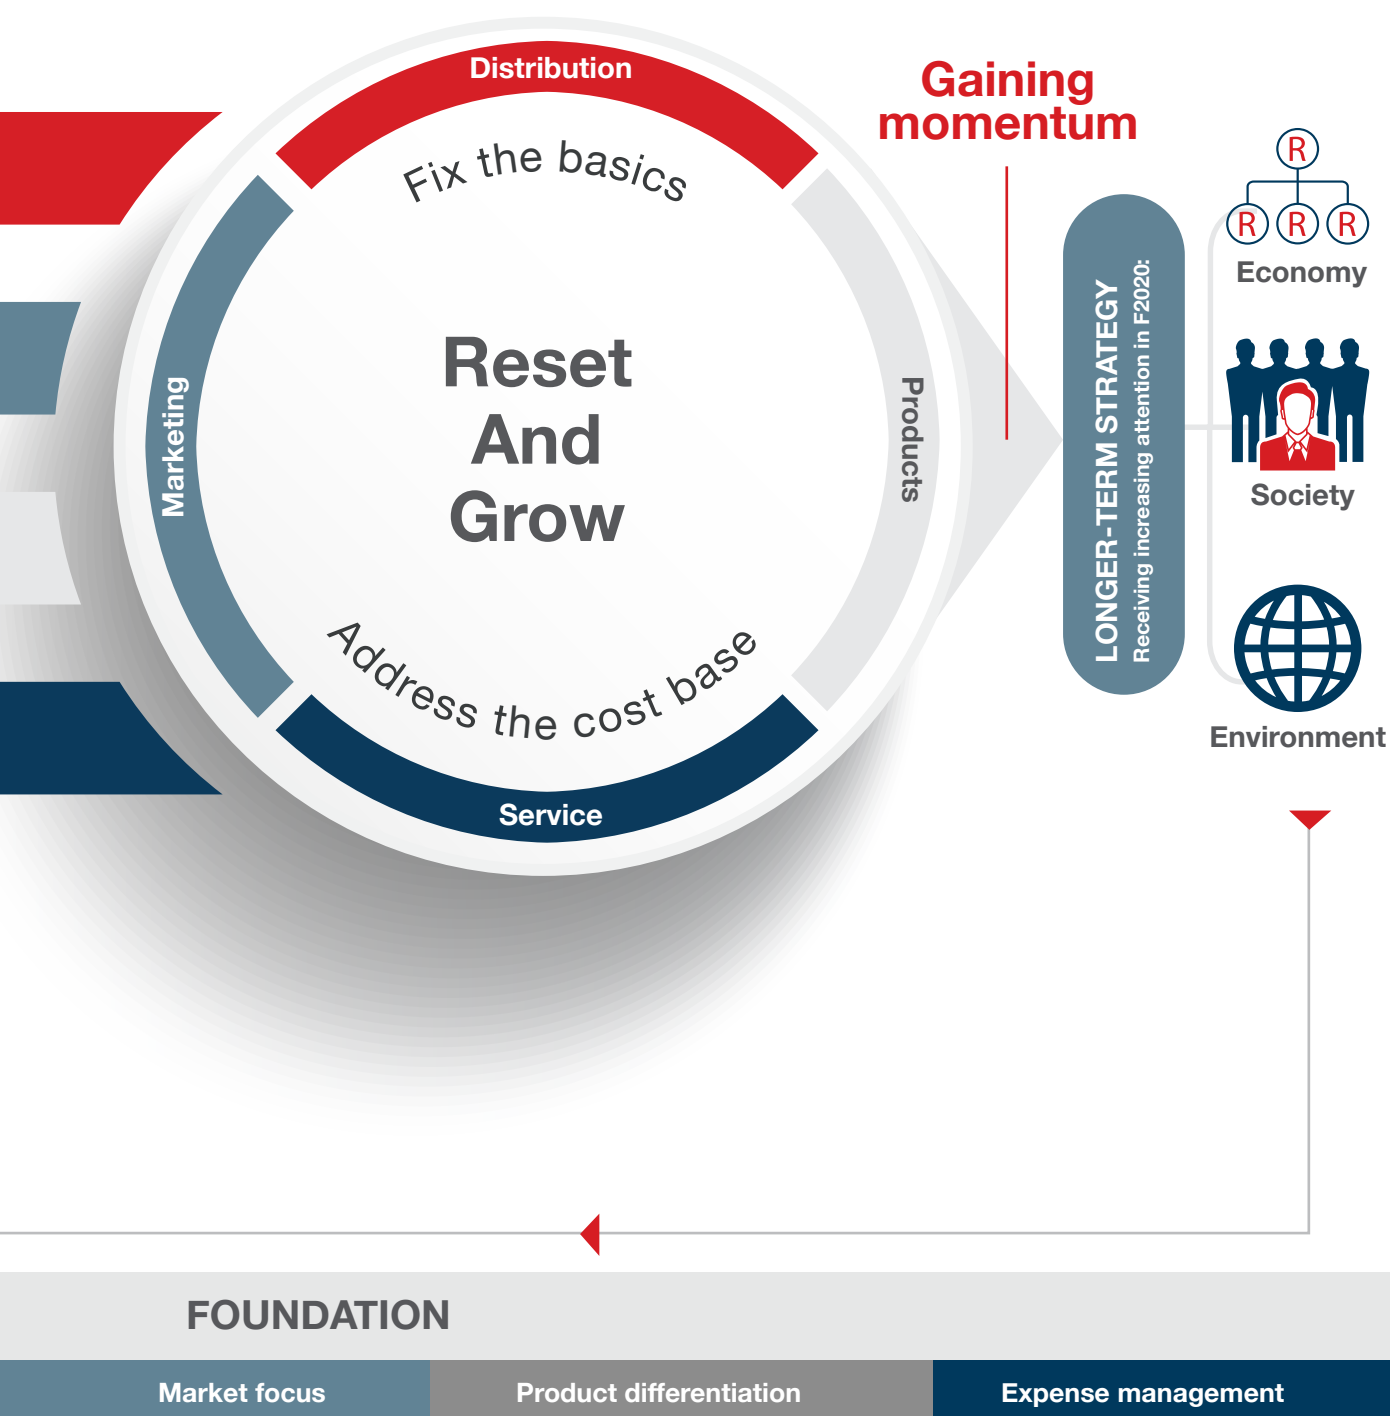 Distribution
Fix the basics
Marketing
Reset
And
Grow
Products
Address the cost base
Service
Gaining
momentum
LONGER-TERM STRATEGY
Receiving increasing attention in F2020:
R
R R R
Economy
Society
Environment
FOUNDATION
Market focus
Product differentiation
Expense management